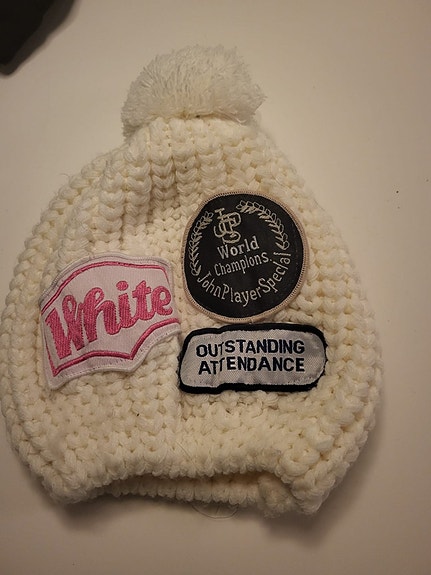 JPS
World
Champions
John Player Special
White
OUTSTANDING
ATTENDANCE